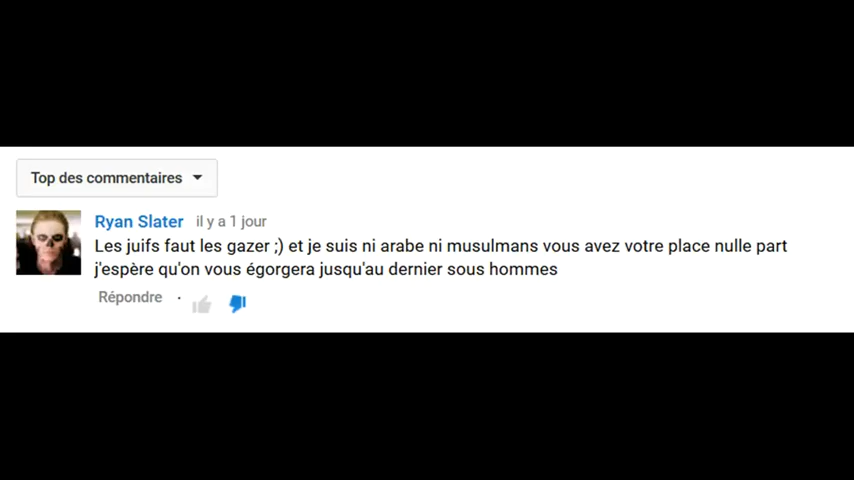 Top des commentaires
Ryan Slater il y a 1 jour
Les juifs faut les gazer ;) et je suis ni arabe ni musulmans vous avez votre place nulle part
j'espère qu'on vous égorgera jusqu'au dernier sous hommes
Répondre ·